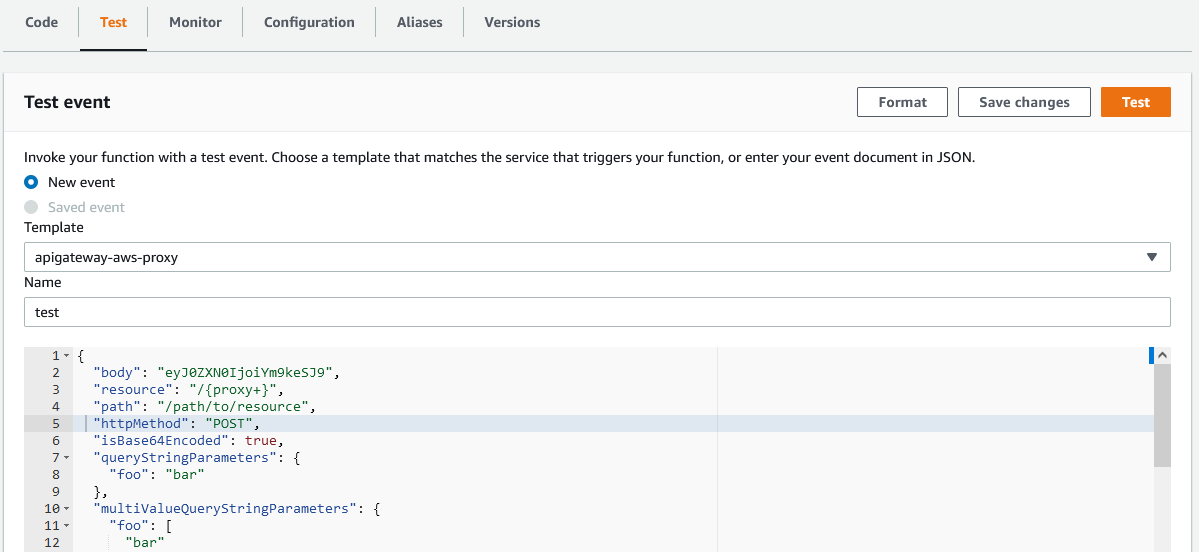 Code Test Monitor Configuration Aliases Versions
Test event Format Save changes Test
Invoke your function with a test event. Choose a template that matches the service that triggers your function, or enter your event document in JSON.
New event
Saved event
Template
apigateway-aws-proxy
Name
test
1 {
2 "body": "eyJ0ZXN0IjoiYm9keSJ9",
3 "resource": "/{proxy+}",
4 "path": "/path/to/resource",
5 "httpMethod": "POST",
6 "isBase64Encoded": true,
7 "queryStringParameters": {
8 "foo": "bar"
9 },
10 "multiValueQueryStringParameters": {
11 "foo": [
12 "bar"